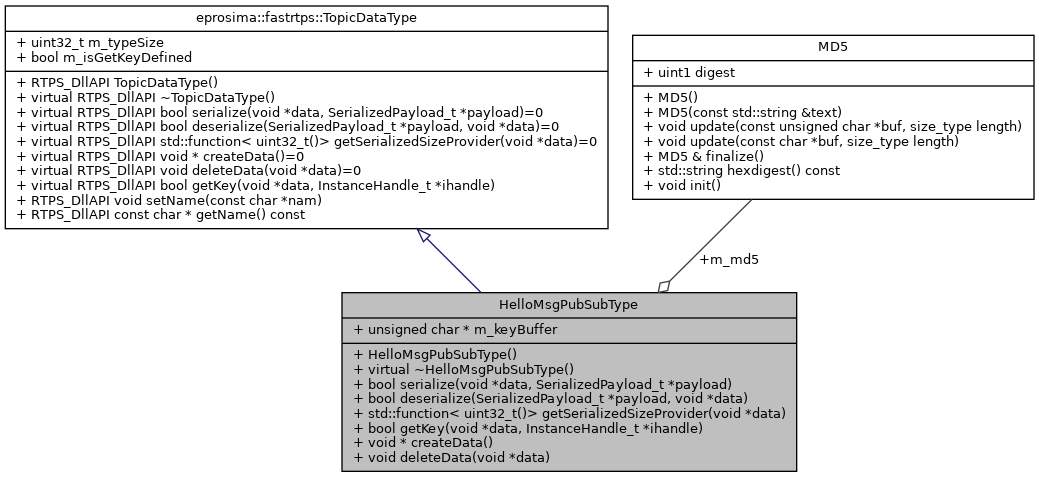 eprosima::fastrtps::TopicDataType
+ uint32_t m_typeSize
+ bool m_isGetKeyDefined
+ RTPS_DllAPI TopicDataType()
+ virtual RTPS_DllAPI ~TopicDataType()
+ virtual RTPS_DllAPI bool serialize(void *data, SerializedPayload_t *payload)=0
+ virtual RTPS_DllAPI bool deserialize(SerializedPayload_t *payload, void *data)=0
+ virtual RTPS_DllAPI std::function< uint32_t()> getSerializedSizeProvider(void *data)=0
+ virtual RTPS_DllAPI void * createData()=0
+ virtual RTPS_DllAPI void deleteData(void *data)=0
+ virtual RTPS_DllAPI bool getKey(void *data, InstanceHandle_t *ihandle)
+ RTPS_DllAPI void setName(const char *nam)
+ RTPS_DllAPI const char * getName() const
MD5
+ uint1 digest
+ MD5()
+ MD5(const std::string &text)
+ void update(const unsigned char *buf, size_type length)
+ void update(const char *buf, size_type length)
+ MD5 & finalize()
+ std::string hexdigest() const
+ void init()
+m_md5
HelloMsgPubSubType
+ unsigned char * m_keyBuffer
+ HelloMsgPubSubType()
+ virtual ~HelloMsgPubSubType()
+ bool serialize(void *data, SerializedPayload_t *payload)
+ bool deserialize(SerializedPayload_t *payload, void *data)
+ std::function< uint32_t()> getSerializedSizeProvider(void *data)
+ bool getKey(void *data, InstanceHandle_t *ihandle)
+ void * createData()
+ void deleteData(void *data)